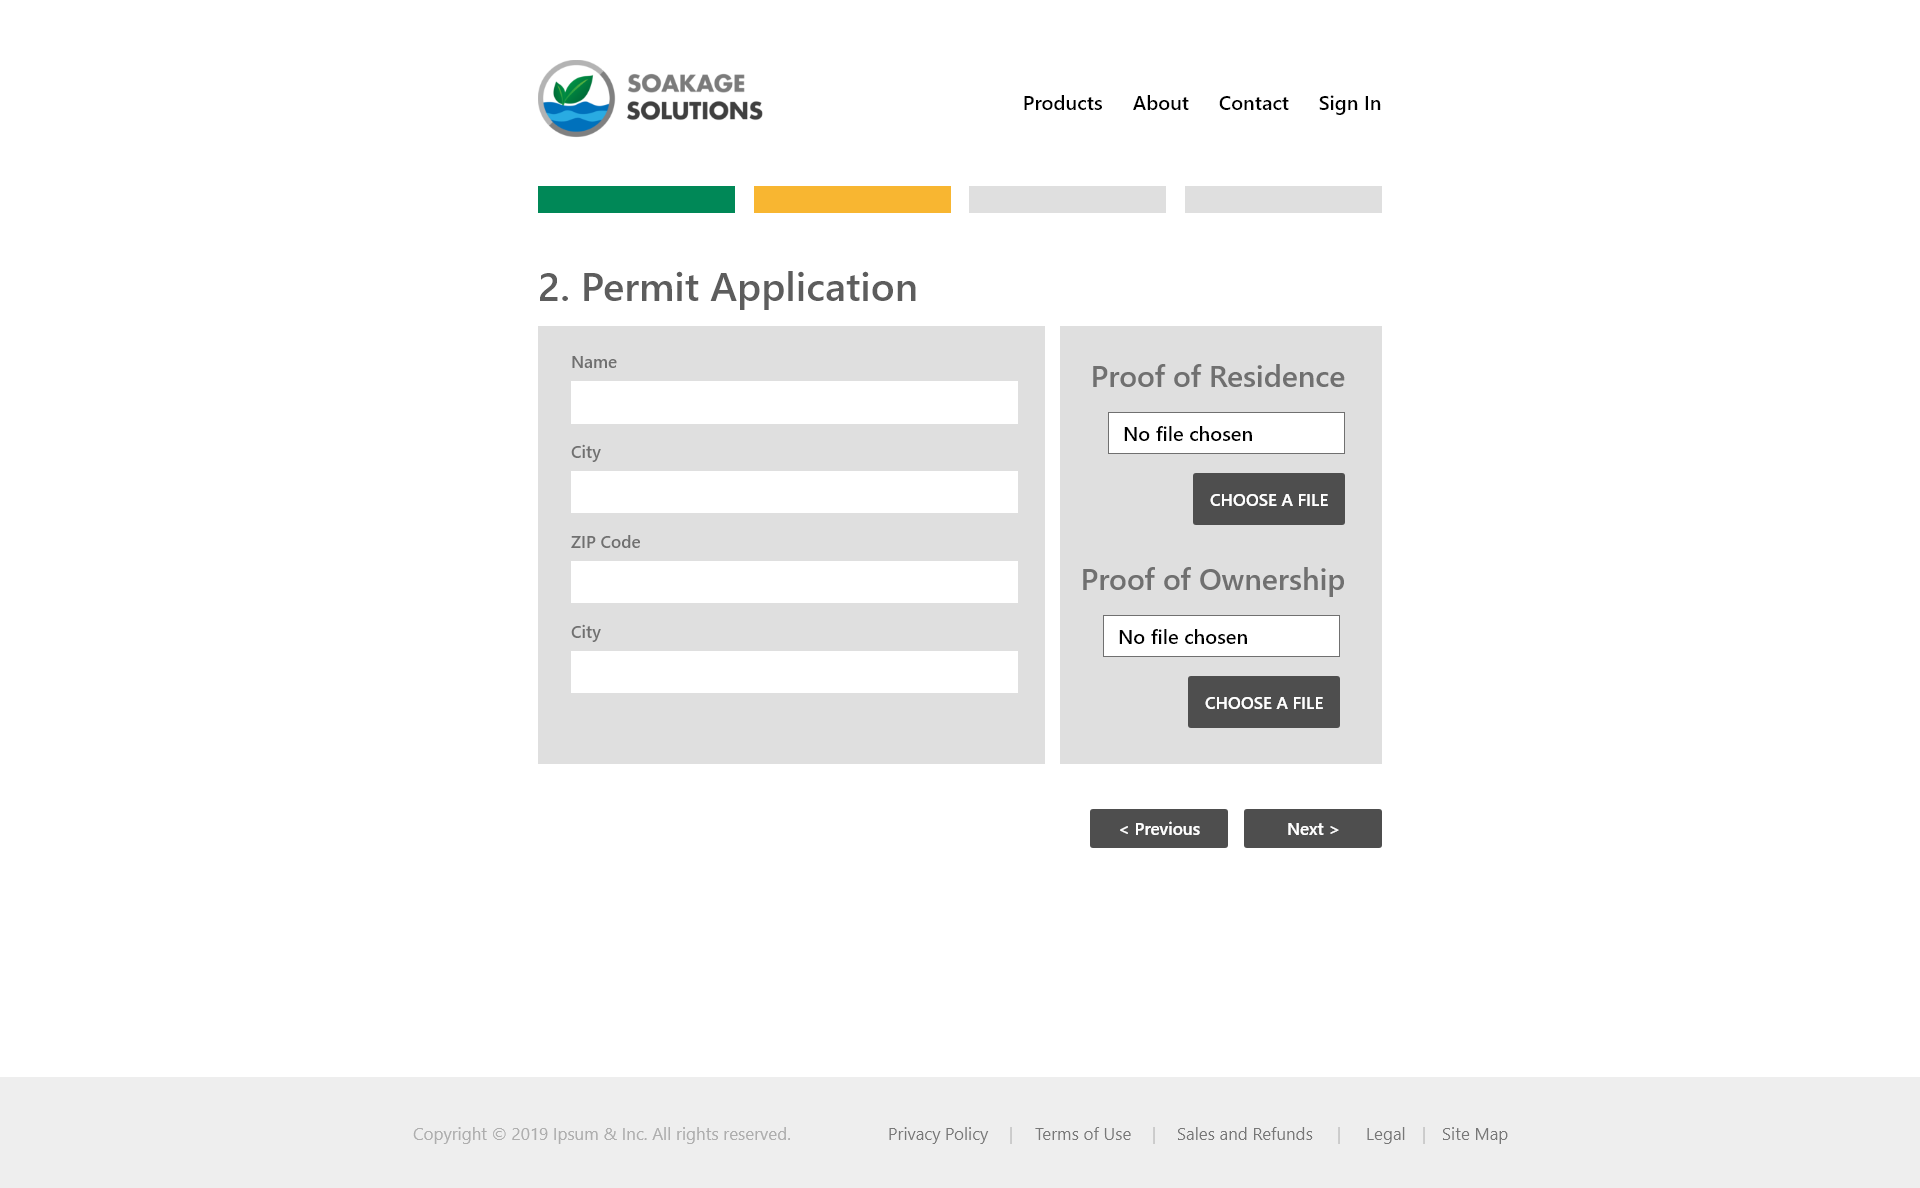 SOAKAGE
SOLUTIONS
Products About Contact Sign In
2. Permit Application
Name
City
ZIP Code
City
Proof of Residence
No file chosen
CHOOSE A FILE
Proof of Ownership
No file chosen
CHOOSE A FILE
< Previous Next >
Copyright © 2019 Ipsum & Inc. All rights reserved. Privacy Policy | Terms of Use | Sales and Refunds | Legal | Site Map